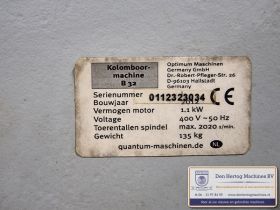 Kolomboor-
machine
B 32
Optimum Maschinen
Germany GmbH
Dr.-Robert-Pfleger-Str. 26
D-96103 Hallstadt
Germany
Seriennummer 0112323034 CE
Bouwjaar
Vermogen motor 1.1 kW
Voltage 400 V ~50 Hz
Toerentallen spindel max. 2020 1/min.
Gewicht 135 kg
quantum-maschinen.de NL
Den Hertog Machines BV